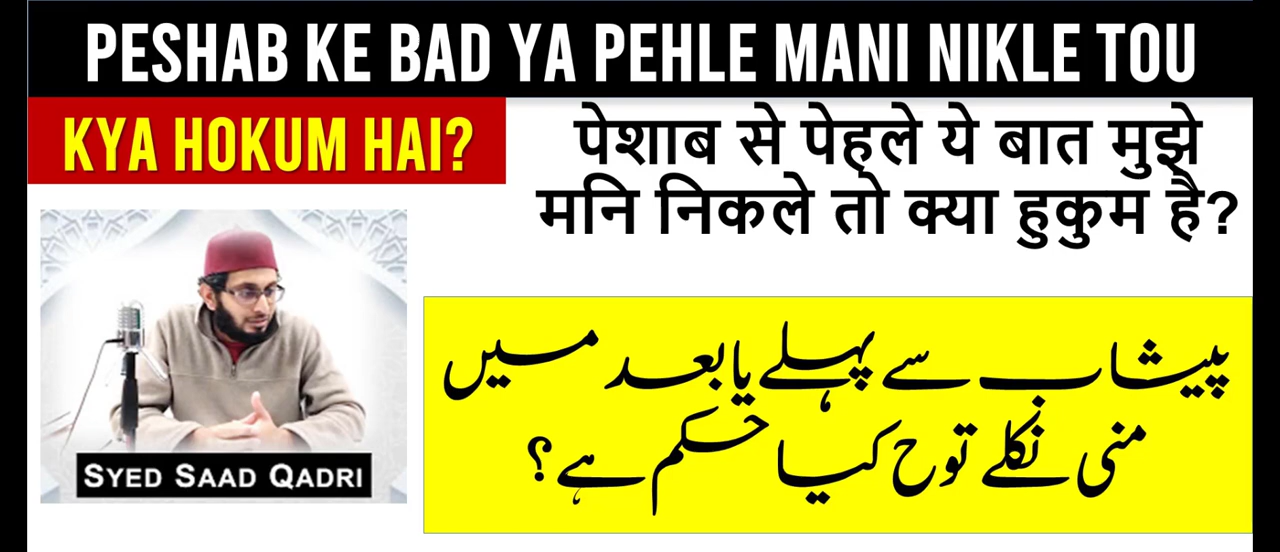 PESHAB KE BAD YA PEHLE MANI NIKLE TOU
KYA HOKUM HAI?
पेशाब से पेहले ये बात मुझे
मनि निकले तो क्या हुकुम है?
پیشاب سے پہلے یا بعد میں
منی نکلے توح کیا حکم ہے؟
SYED SAAD QADRI